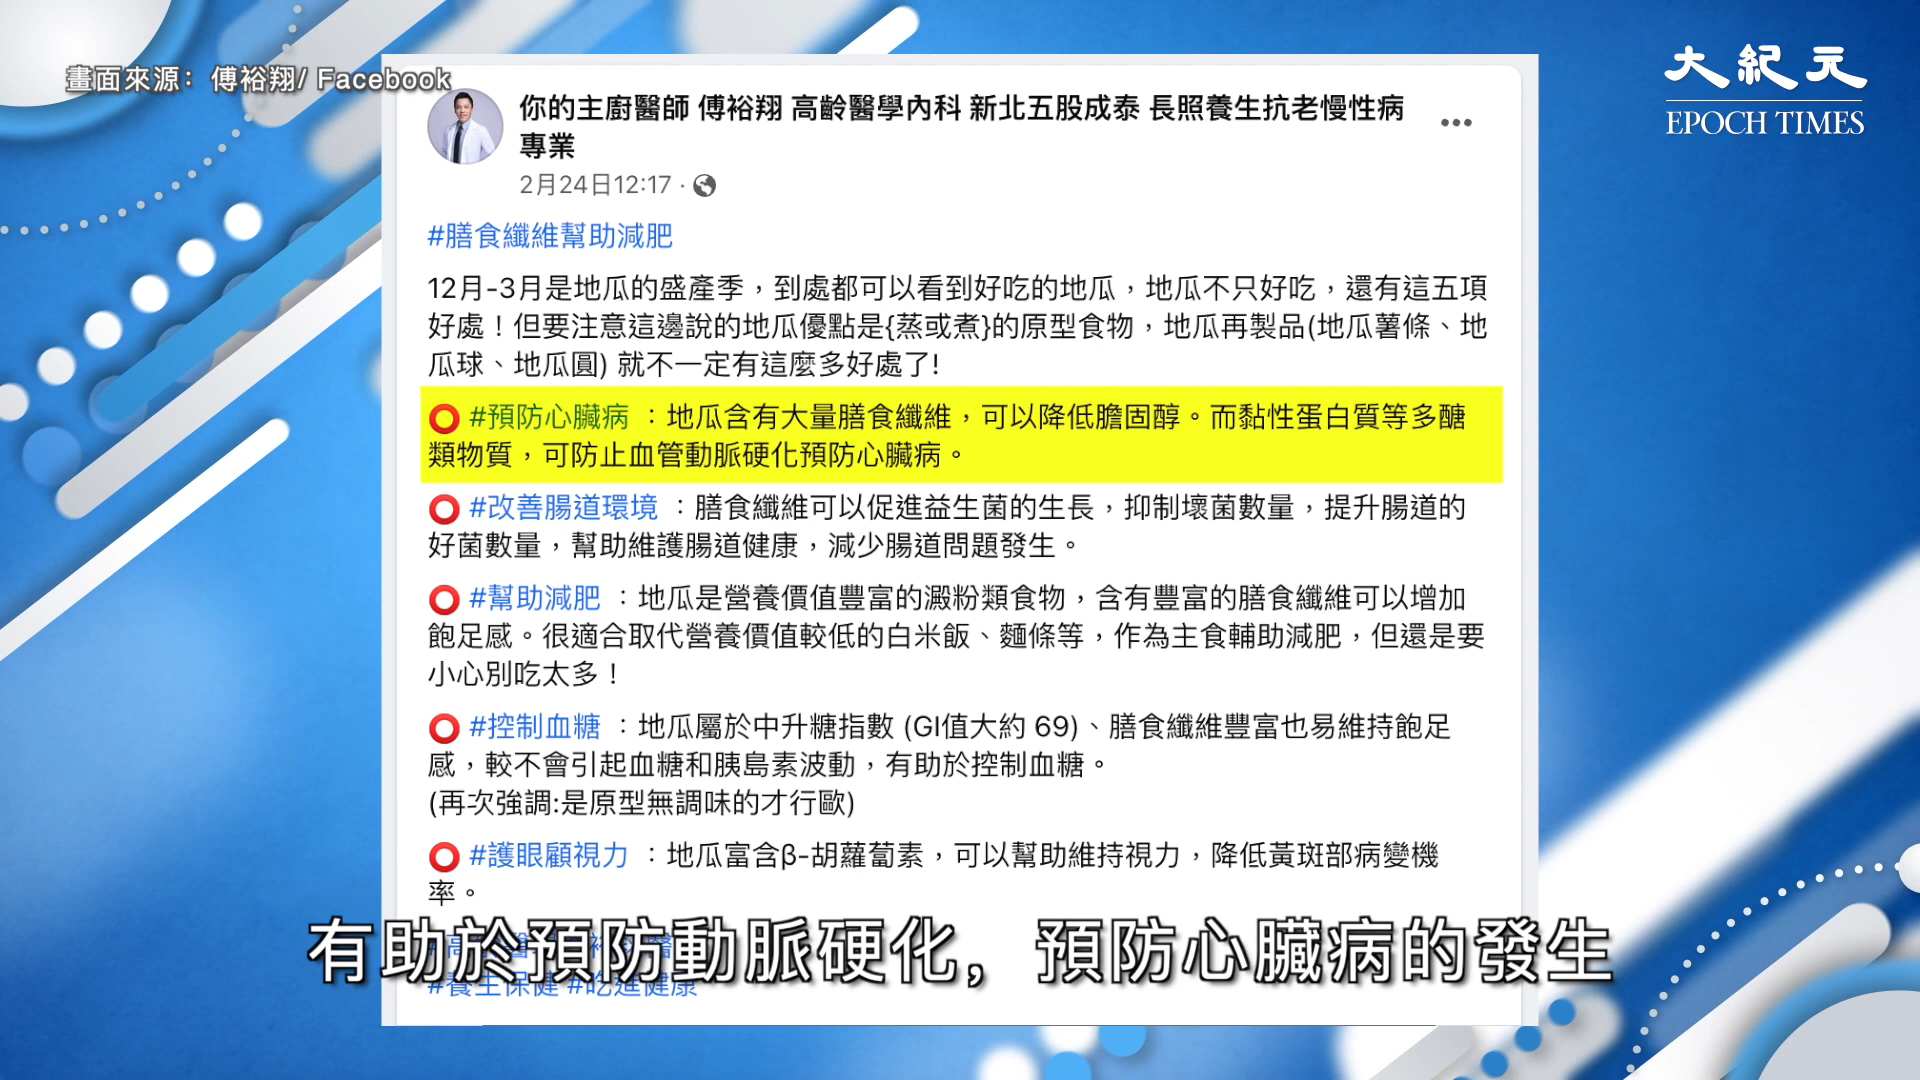 畫面來源：傅裕翔/ Facebook
大紀元
EPOCH TIMES
你的主廚醫師 傅裕翔 高齡醫學內科 新北五股成泰 長照養生抗老慢性病
專業
2月24日12:17 ·
#膳食纖維幫助減肥
12月-3月是地瓜的盛產季，到處都可以看到好吃的地瓜，地瓜不只好吃，還有這五項
好處！但要注意這邊說的地瓜優點是{蒸或煮}的原型食物，地瓜再製品(地瓜薯條、地
瓜球、地瓜圓) 就不一定有這麼多好處了!
⭕ #預防心臟病 ：地瓜含有大量膳食纖維，可以降低膽固醇。而黏性蛋白質等多醣
類物質，可防止血管動脈硬化預防心臟病。
⭕ #改善腸道環境 ：膳食纖維可以促進益生菌的生長，抑制壞菌數量，提升腸道的
好菌數量，幫助維護腸道健康，減少腸道問題發生。
⭕ #幫助減肥 ：地瓜是營養價值豐富的澱粉類食物，含有豐富的膳食纖維可以增加
飽足感。很適合取代營養價值較低的白米飯、麵條等，作為主食輔助減肥，但還是要
小心別吃太多！
⭕ #控制血糖 ：地瓜屬於中升糖指數 (GI值大約 69)、膳食纖維豐富也易維持飽足
感，較不會引起血糖和胰島素波動，有助於控制血糖。
(再次強調:是原型無調味的才行歐)
⭕ #護眼顧視力 ：地瓜富含β-胡蘿蔔素，可以幫助維持視力，降低黃斑部病變機
率。
有助於預防動脈硬化，預防心臟病的發生
#養生保健 #吃進健康